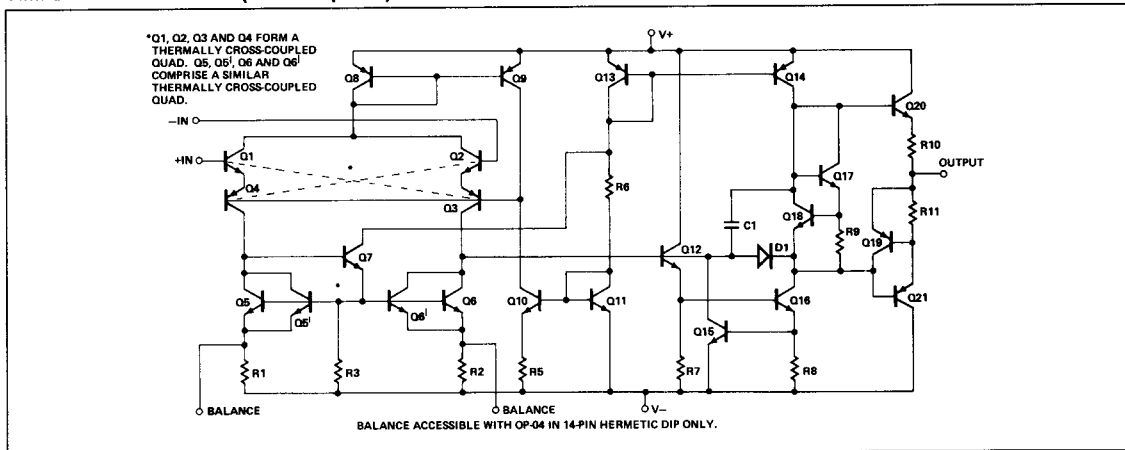 *Q1, Q2, Q3 AND Q4 FORM A
THERMALLY CROSS-COUPLED
QUAD. Q5, Q5', Q6 AND Q6'
COMPRISE A SIMILAR
THERMALLY CROSS-COUPLED
QUAD.
V+
Q8
Q9
Q13
Q14
Q20
–IN
R10
+IN
Q1
*
Q2
OUTPUT
Q17
Q4
Q3
R6
R11
C1
Q18
R9
Q19
Q7
Q12
D1
*
Q5
Q5'
Q6'
Q6
Q10
Q11
Q16
Q21
Q15
R1
R3
R2
R5
R7
R8
BALANCE
BALANCE
V–
BALANCE ACCESSIBLE WITH OP-04 IN 14-PIN HERMETIC DIP ONLY.